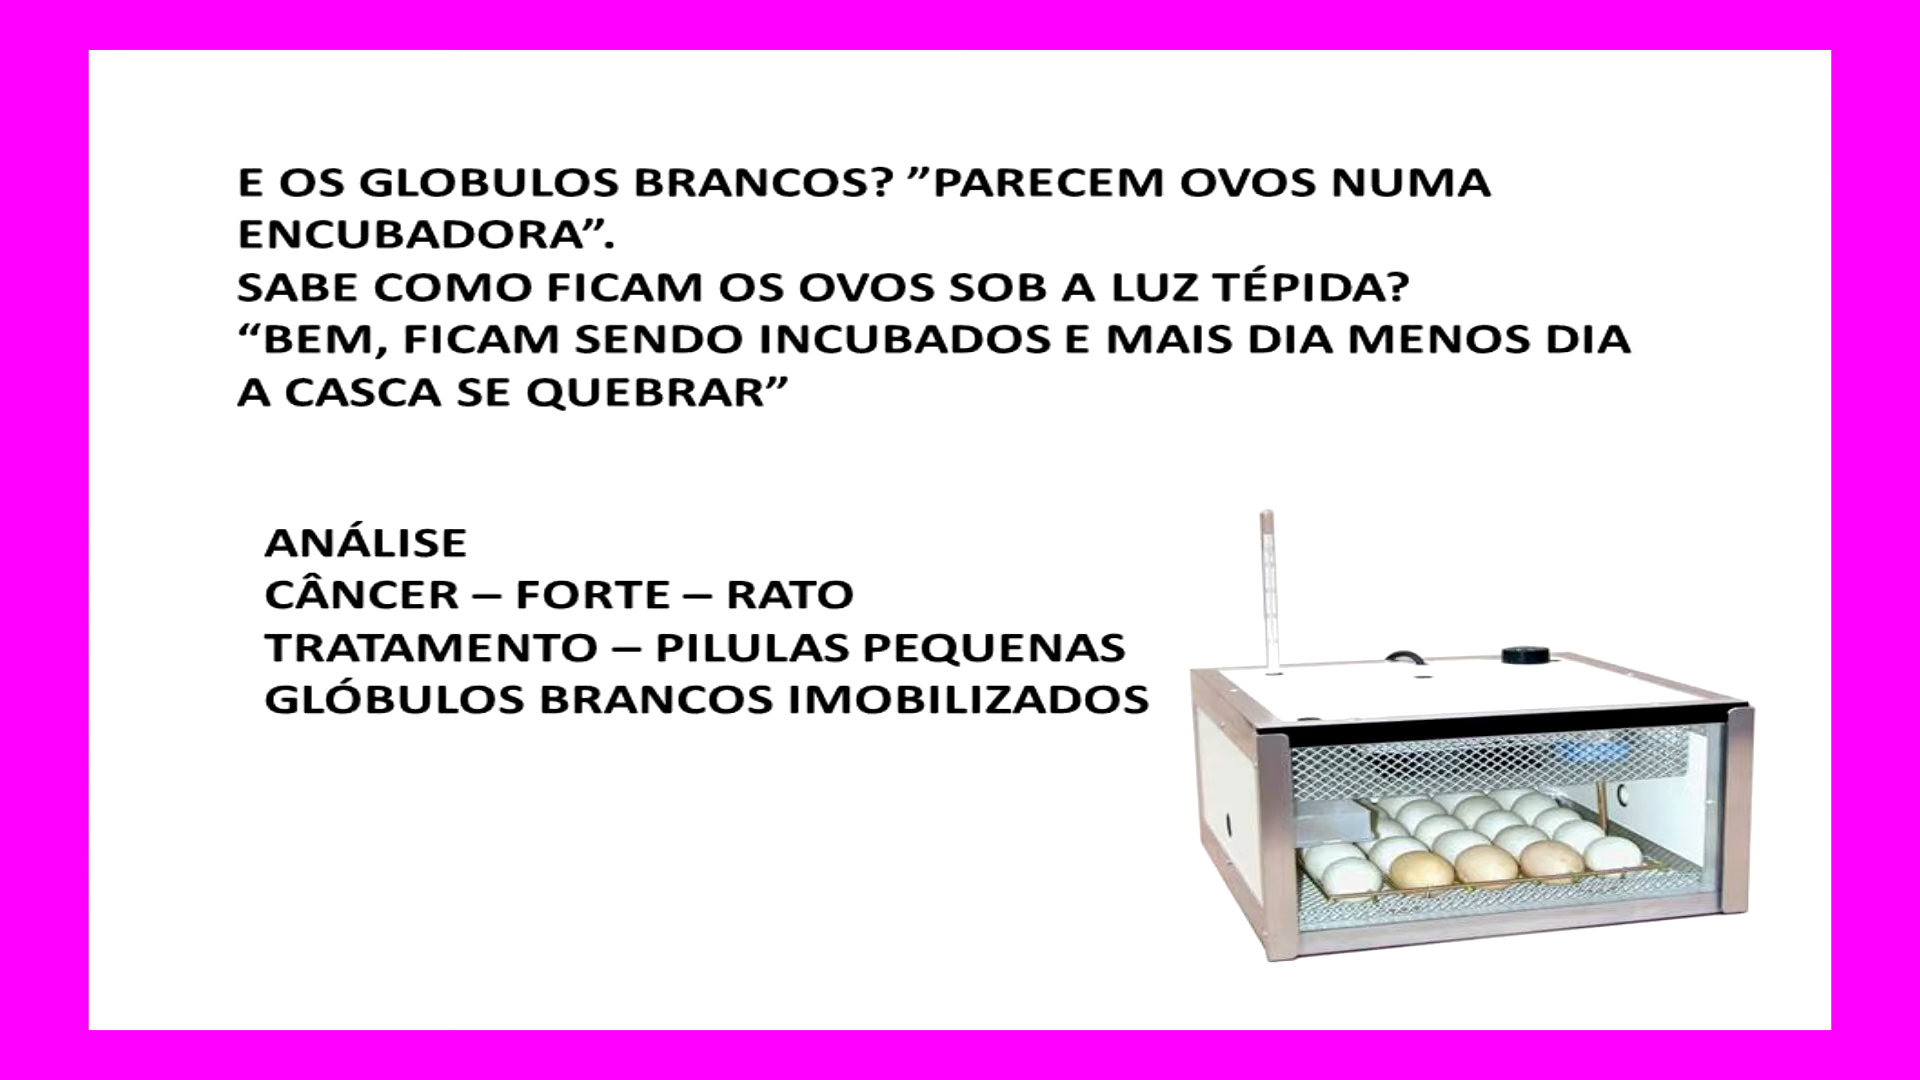 E OS GLOBULOS BRANCOS? ”PARECEM OVOS NUMA
ENCUBADORA”.
SABE COMO FICAM OS OVOS SOB A LUZ TÉPIDA?
“BEM, FICAM SENDO INCUBADOS E MAIS DIA MENOS DIA
A CASCA SE QUEBRAR”
ANÁLISE
CÂNCER – FORTE – RATO
TRATAMENTO – PILULAS PEQUENAS
GLÓBULOS BRANCOS IMOBILIZADOS